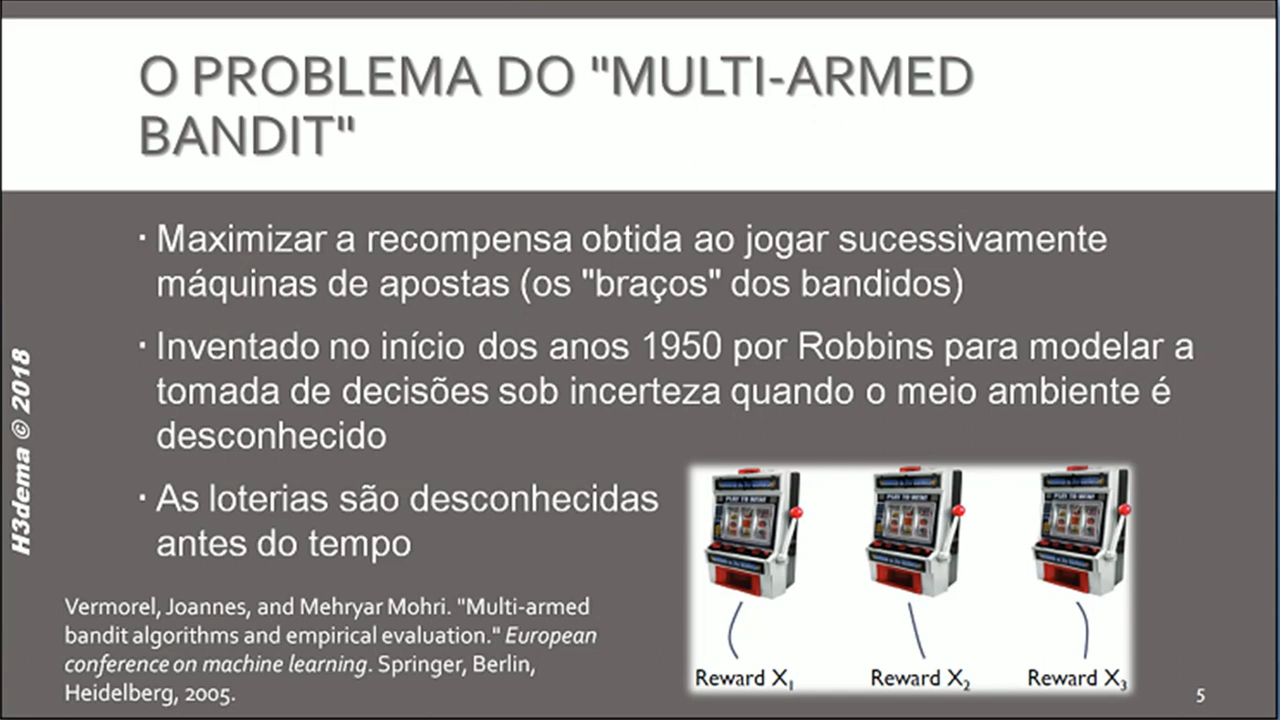 O PROBLEMA DO "MULTI-ARMED
BANDIT"
· Maximizar a recompensa obtida ao jogar sucessivamente
máquinas de apostas (os "braços" dos bandidos)
· Inventado no início dos anos 1950 por Robbins para modelar a
tomada de decisões sob incerteza quando o meio ambiente é
desconhecido
· As loterias são desconhecidas
antes do tempo
Vermorel, Joannes, and Mehryar Mohri. "Multi-armed
bandit algorithms and empirical evaluation." European
conference on machine learning. Springer, Berlin,
Heidelberg, 2005.
Reward X1
Reward X2
Reward X3
5
H3dema © 2018